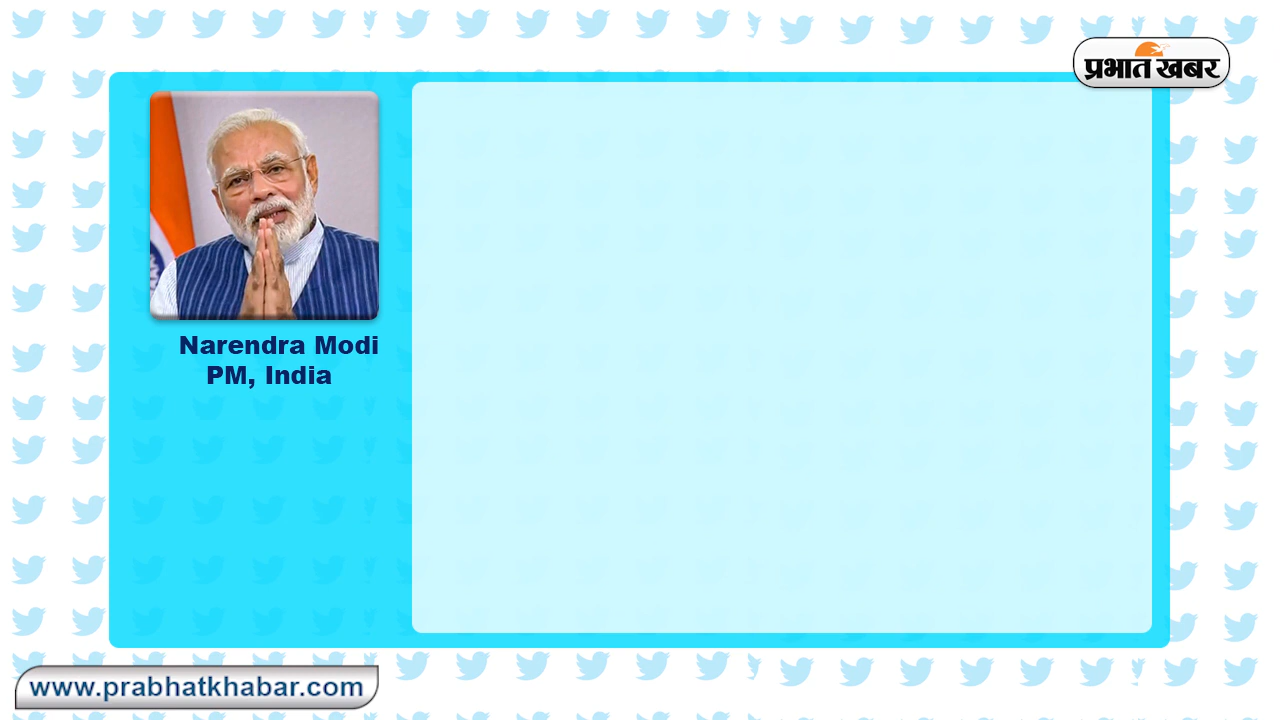 प्रभात खबर
Narendra Modi
PM, India
www.prabhatkhabar.com